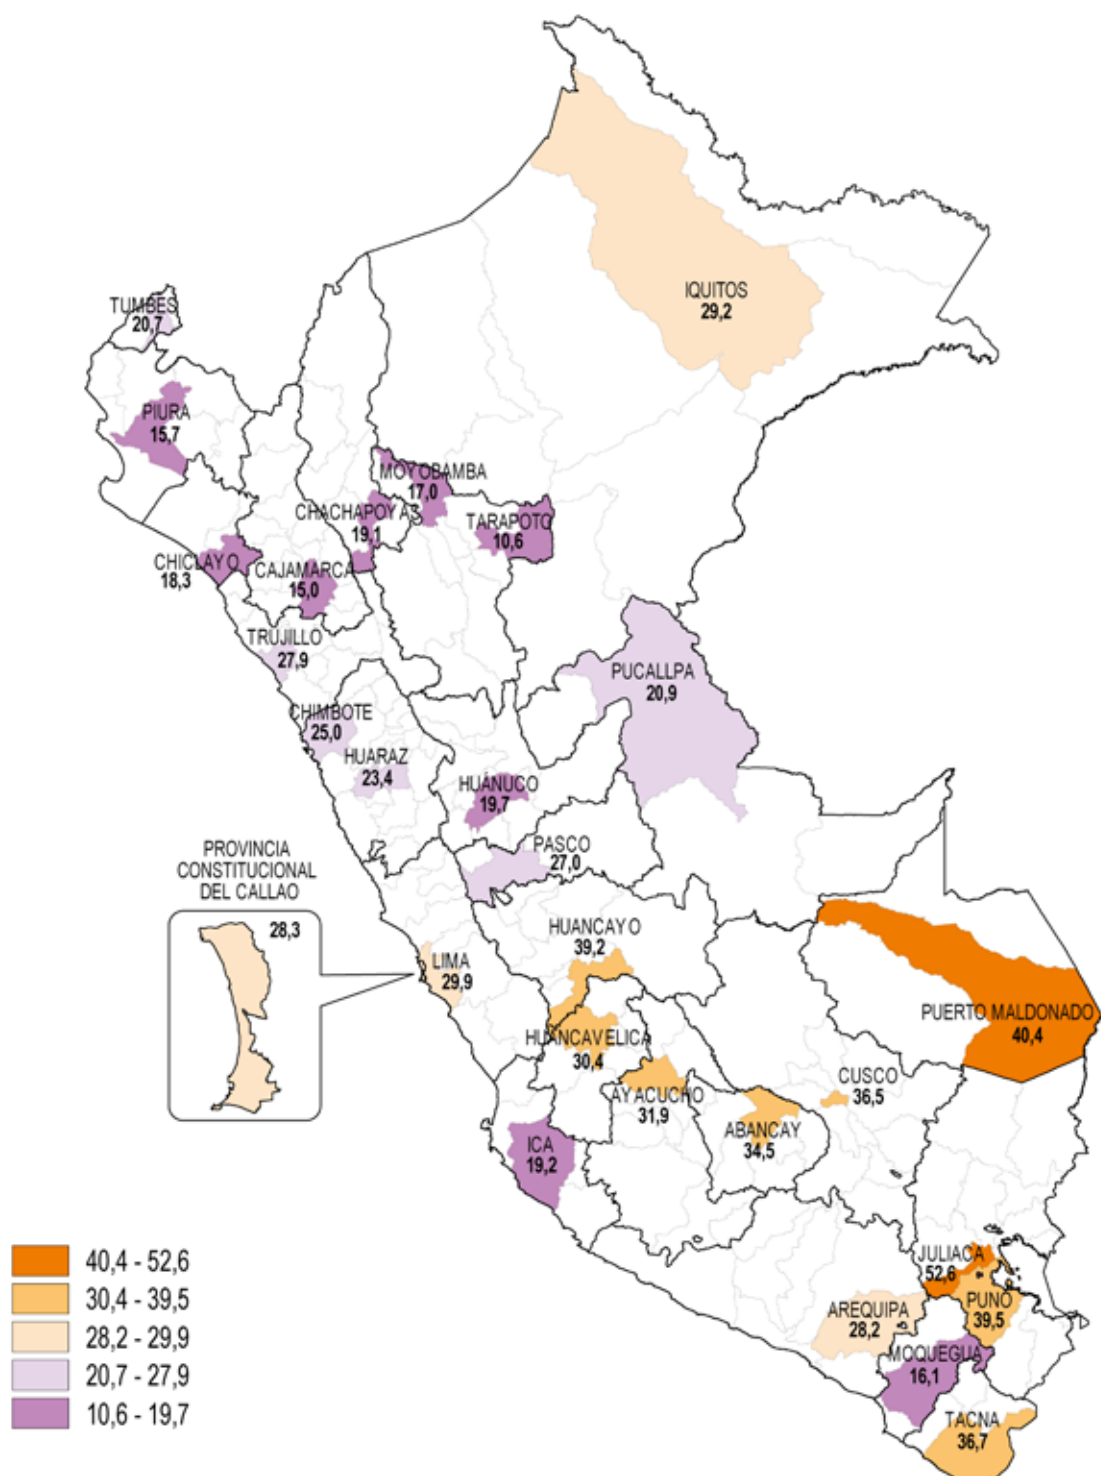 IQUITOS
29,2
TUMBES
20,7
PIURA
15,7
MOYOBAMBA
17,0
CHACHAPOYAS
19,1
TARAPOTO
10,6
CHICLAYO
18,3
CAJAMARCA
15,0
TRUJILLO
27,9
PUCALLPA
20,9
CHIMBOTE
25,0
HUARAZ
23,4
HUÁNUCO
19,7
PASCO
27,0
PROVINCIA
CONSTITUCIONAL
DEL CALLAO
28,3
HUANCAYO
39,2
LIMA
29,9
PUERTO MALDONADO
40,4
HUANCAVELICA
30,4
CUSCO
36,5
AYACUCHO
31,9
ABANCAY
34,5
ICA
19,2
JULIACA
52,6
PUNO
39,5
AREQUIPA
28,2
MOQUEGUA
16,1
TACNA
36,7
40,4 - 52,6
30,4 - 39,5
28,2 - 29,9
20,7 - 27,9
10,6 - 19,7